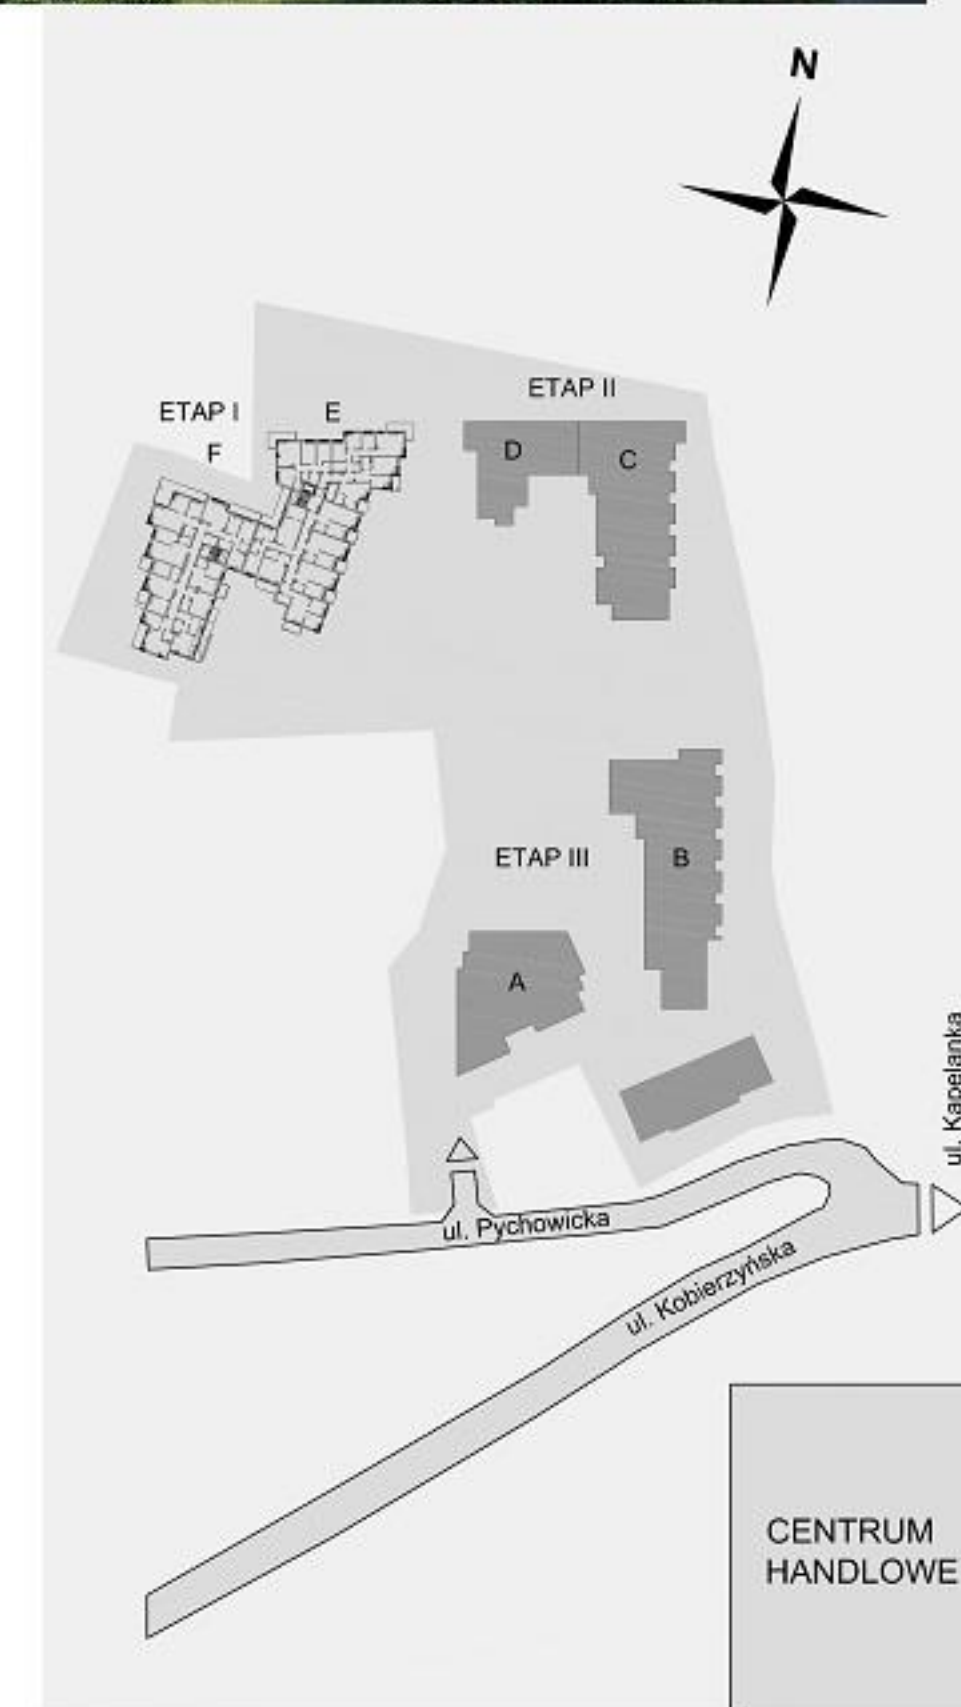 N
ETAP II
ETAP I
E
F
D
C
ETAP III
B
A
ul. Kapelanka
ul. Pychowicka
ul. Kobierzyńska
CENTRUM
HANDLOWE